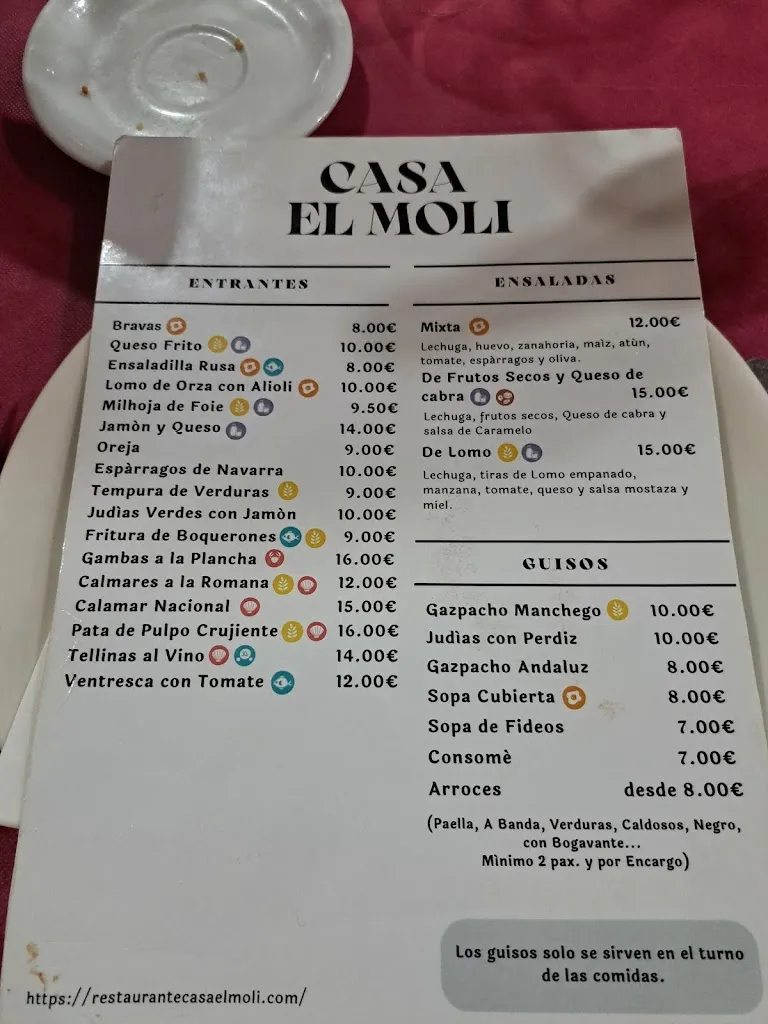 CASA
EL MOLI
ENTRANTES
Bravas 8.00€
Queso Frito 10.00€
Ensaladilla Rusa 8.00€
Lomo de Orza con Alioli 10.00€
Milhoja de Foie 9.50€
Jamòn y Queso 14.00€
Oreja 9.00€
Espàrragos de Navarra 10.00€
Tempura de Verduras 9.00€
Judìas Verdes con Jamòn 10.00€
Fritura de Boquerones 9.00€
Gambas a la Plancha 16.00€
Calmares a la Romana 12.00€
Calamar Nacional 15.00€
Pata de Pulpo Crujiente 16.00€
Tellinas al Vino 14.00€
Ventresca con Tomate 12.00€
ENSALADAS
Mixta 12.00€
Lechuga, huevo, zanahoria, maìz, atùn,
tomate, espàrragos y oliva.
De Frutos Secos y Queso de
cabra 15.00€
Lechuga, frutos secos, Queso de cabra y
salsa de Caramelo
De Lomo 15.00€
Lechuga, tiras de Lomo empanado,
manzana, tomate, queso y salsa mostaza y
miel.
GUISOS
Gazpacho Manchego 10.00€
Judìas con Perdiz 10.00€
Gazpacho Andaluz 8.00€
Sopa Cubierta 8.00€
Sopa de Fideos 7.00€
Consomè 7.00€
Arroces desde 8.00€
(Paella, A Banda, Verduras, Caldosos, Negro,
con Bogavante...
Mìnimo 2 pax. y por Encargo)
Los guisos solo se sirven en el turno
de las comidas.
https://restaurantecasaelmoli.com/